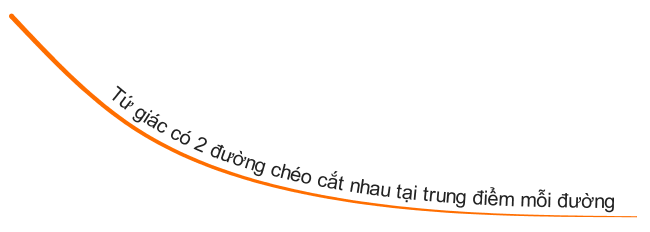 Tứ giác có 2 đường chéo cắt nhau tại trung điểm mỗi đường